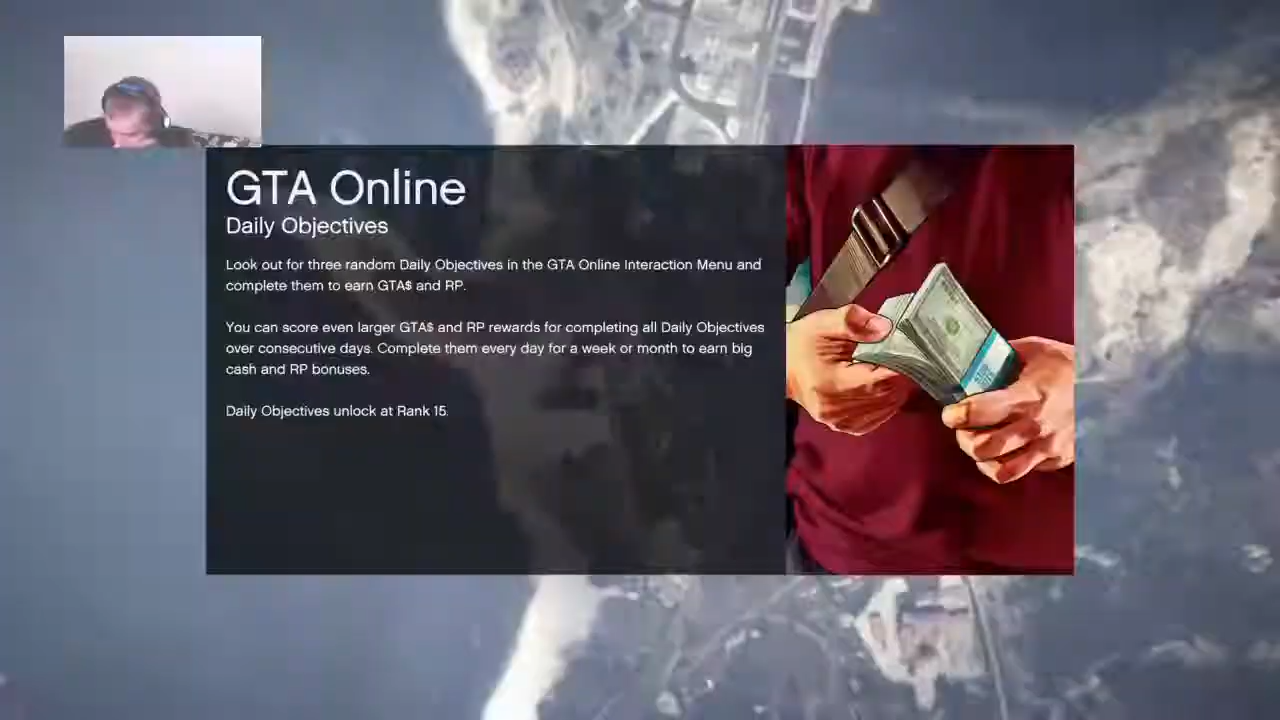 GTA Online
Daily Objectives
Look out for three random Daily Objectives in the GTA Online Interaction Menu and
complete them to earn GTA$ and RP.
You can score even larger GTA$ and RP rewards for completing all Daily Objectives
over consecutive days. Complete them every day for a week or month to earn big
cash and RP bonuses.
Daily Objectives unlock at Rank 15.